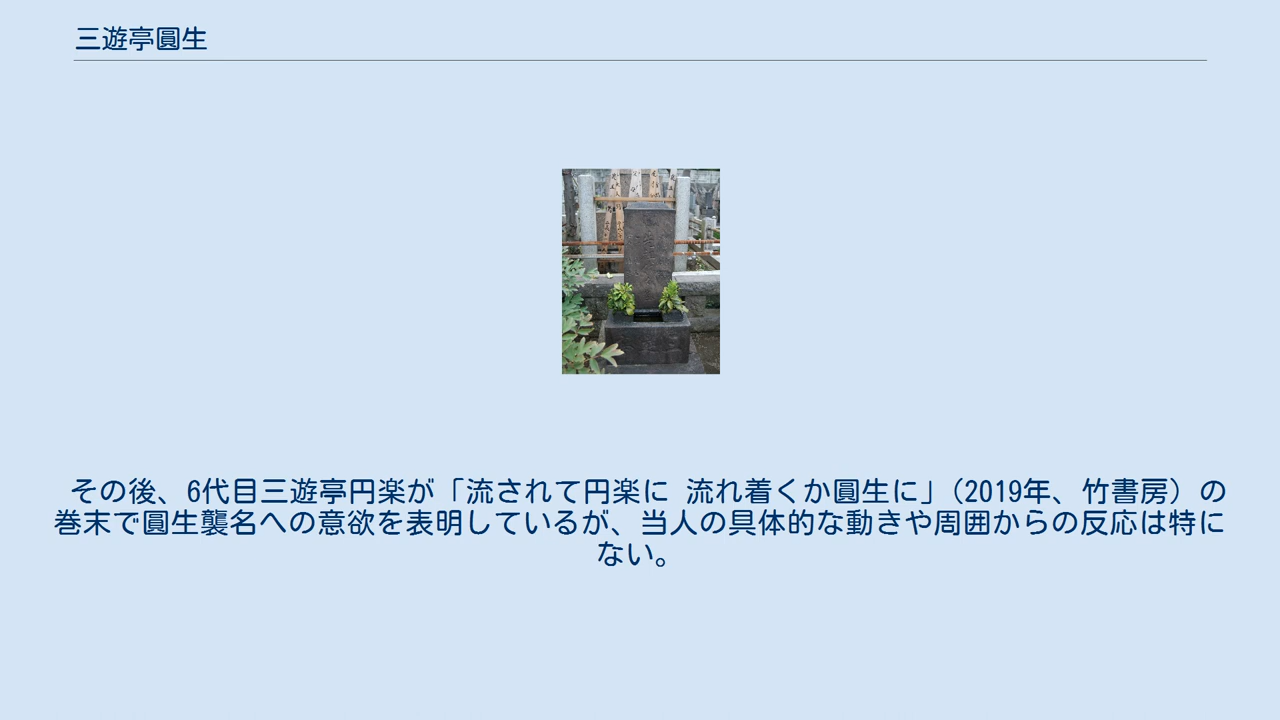 三遊亭圓生
その後、6代目三遊亭円楽が「流されて円楽に 流れ着くか圓生に」（2019年、竹書房）の
巻末で圓生襲名への意欲を表明しているが、当人の具体的な動きや周囲からの反応は特に
ない。